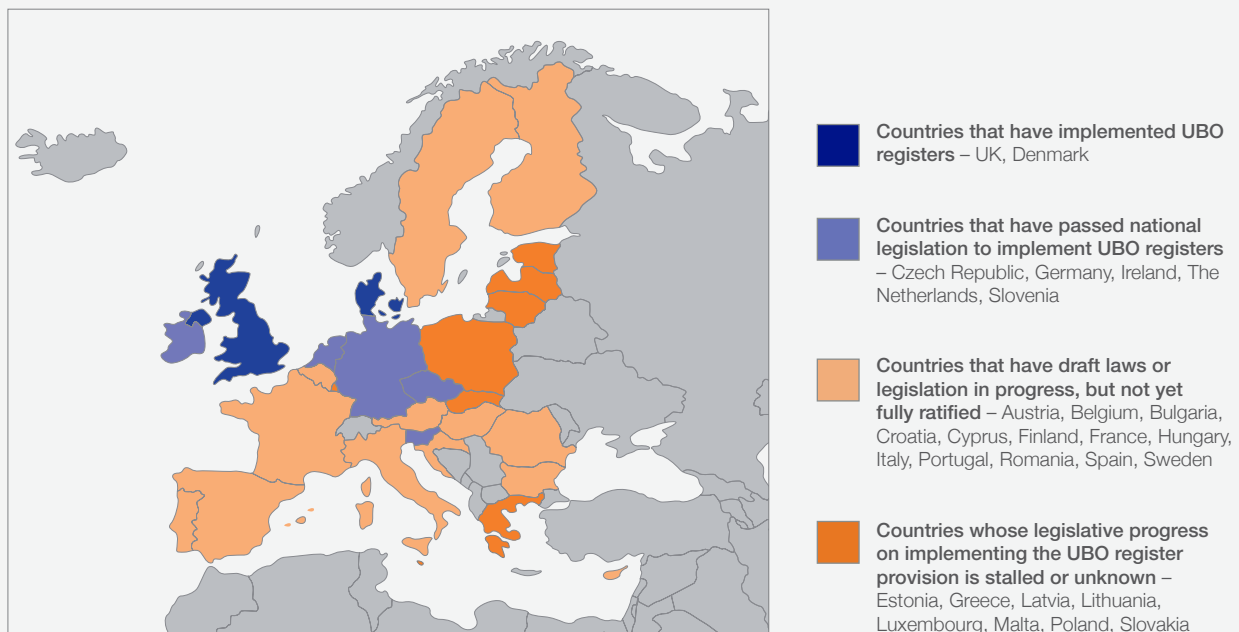 Countries that have implemented UBO
registers – UK, Denmark
Countries that have passed national
legislation to implement UBO registers
– Czech Republic, Germany, Ireland, The
Netherlands, Slovenia
Countries that have draft laws or
legislation in progress, but not yet
fully ratified – Austria, Belgium, Bulgaria,
Croatia, Cyprus, Finland, France, Hungary,
Italy, Portugal, Romania, Spain, Sweden
Countries whose legislative progress
on implementing the UBO register
provision is stalled or unknown –
Estonia, Greece, Latvia, Lithuania,
Luxembourg, Malta, Poland, Slovakia